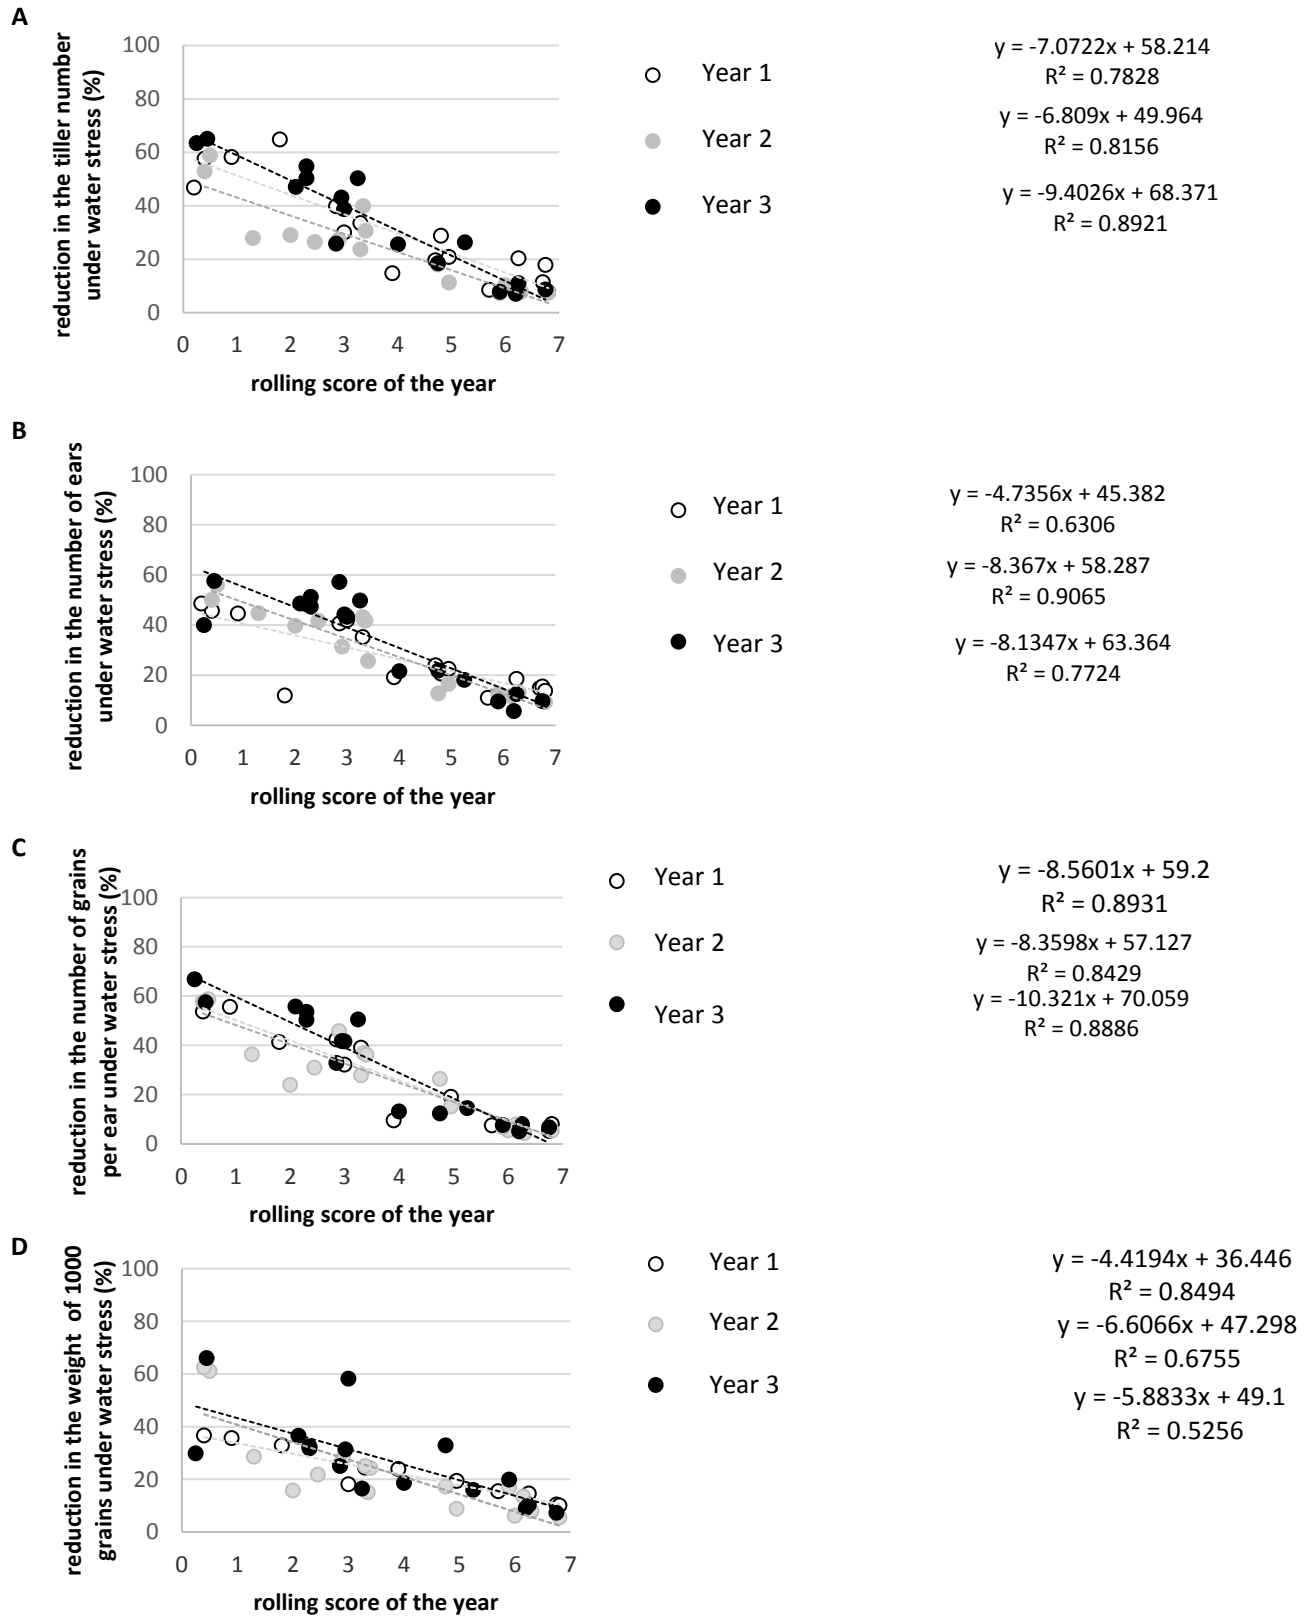 A
reduction in the tiller number
under water stress (%)
100
80
60
40
20
0
0 1 2 3 4 5 6 7
rolling score of the year
Year 1
Year 2
Year 3
y = -7.0722x + 58.214
R² = 0.7828
y = -6.809x + 49.964
R² = 0.8156
y = -9.4026x + 68.371
R² = 0.8921
B
reduction in the number of ears
under water stress (%)
100
80
60
40
20
0
0 1 2 3 4 5 6 7
rolling score of the year
Year 1
Year 2
Year 3
y = -4.7356x + 45.382
R² = 0.6306
y = -8.367x + 58.287
R² = 0.9065
y = -8.1347x + 63.364
R² = 0.7724
C
reduction in the number of grains
per ear under water stress (%)
100
80
60
40
20
0
0 1 2 3 4 5 6 7
rolling score of the year
Year 1
Year 2
Year 3
y = -8.5601x + 59.2
R² = 0.8931
y = -8.3598x + 57.127
R² = 0.8429
y = -10.321x + 70.059
R² = 0.8886
D
reduction in the weight of 1000
grains under water stress (%)
100
80
60
40
20
0
0 1 2 3 4 5 6 7
rolling score of the year
Year 1
Year 2
Year 3
y = -4.4194x + 36.446
R² = 0.8494
y = -6.6066x + 47.298
R² = 0.6755
y = -5.8833x + 49.1
R² = 0.5256